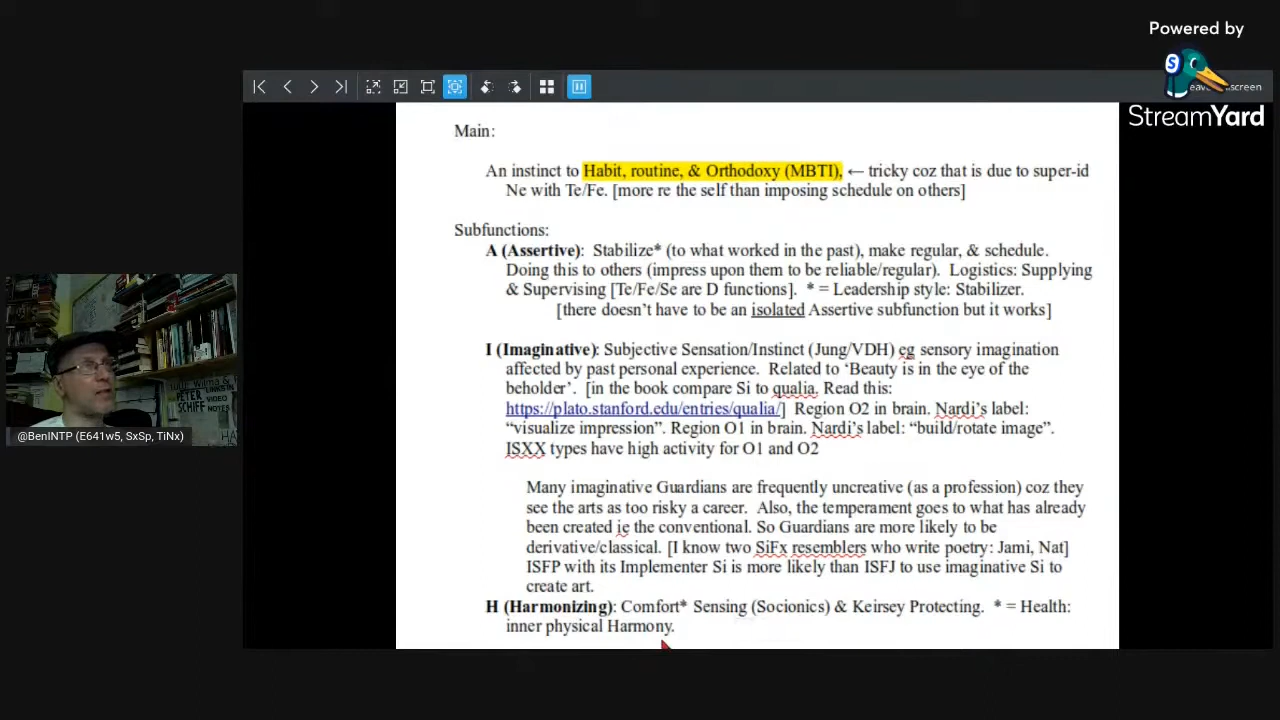 Powered by
S
screen
StreamYard
Main:
An instinct to Habit, routine, & Orthodoxy (MBTI), ← tricky coz that is due to super-id
Ne with Te/Fe. [more re the self than imposing schedule on others]
Subfunctions:
A (Assertive): Stabilize* (to what worked in the past), make regular, & schedule.
Doing this to others (impress upon them to be reliable/regular). Logistics: Supplying
& Supervising [Te/Fe/Se are D functions]. * = Leadership style: Stabilizer.
[there doesn't have to be an isolated Assertive subfunction but it works]
I (Imaginative): Subjective Sensation/Instinct (Jung/VDH) eg sensory imagination
affected by past personal experience. Related to ‘Beauty is in the eye of the
beholder’. [in the book compare Si to qualia. Read this:
https://plato.stanford.edu/entries/qualia/] Region O2 in brain. Nardi’s label:
“visualize impression”. Region O1 in brain. Nardi’s label: “build/rotate image”.
ISXX types have high activity for O1 and O2
Many imaginative Guardians are frequently uncreative (as a profession) coz they
see the arts as too risky a career. Also, the temperament goes to what has already
been created ie the conventional. So Guardians are more likely to be
derivative/classical. [I know two SiFx resemblers who write poetry: Jami, Nat]
ISFP with its Implementer Si is more likely than ISFJ to use imaginative Si to
create art.
H (Harmonizing): Comfort* Sensing (Socionics) & Keirsey Protecting. * = Health:
inner physical Harmony.
PETER
SCHIFF
VIDEO
NOTES
@BenINTP (E641w5, SxSp, TiNx)